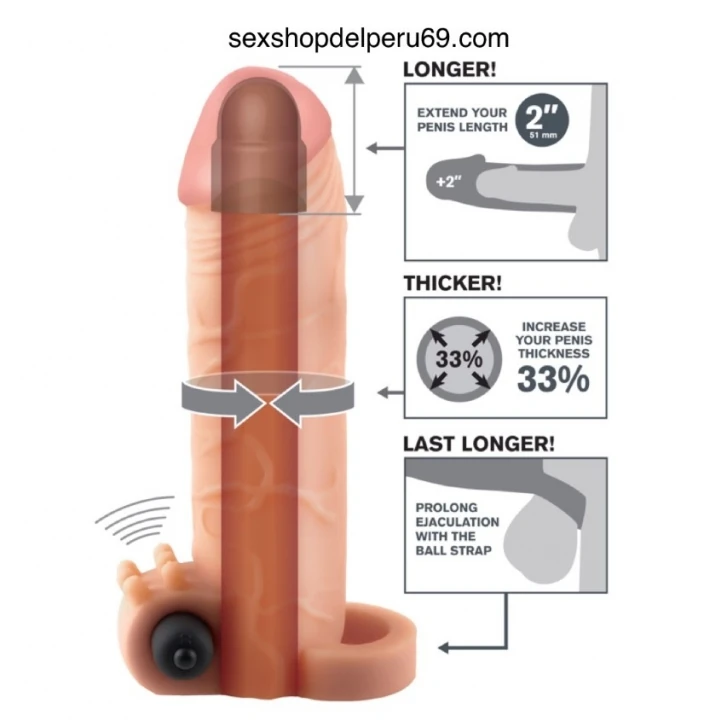 sexshopdelperu69.com
LONGER!
EXTEND YOUR
PENIS LENGTH
2"
51 mm
+2"
THICKER!
33%
INCREASE
YOUR PENIS
THICKNESS
33%
LAST LONGER!
PROLONG
EJACULATION
WITH THE
BALL STRAP